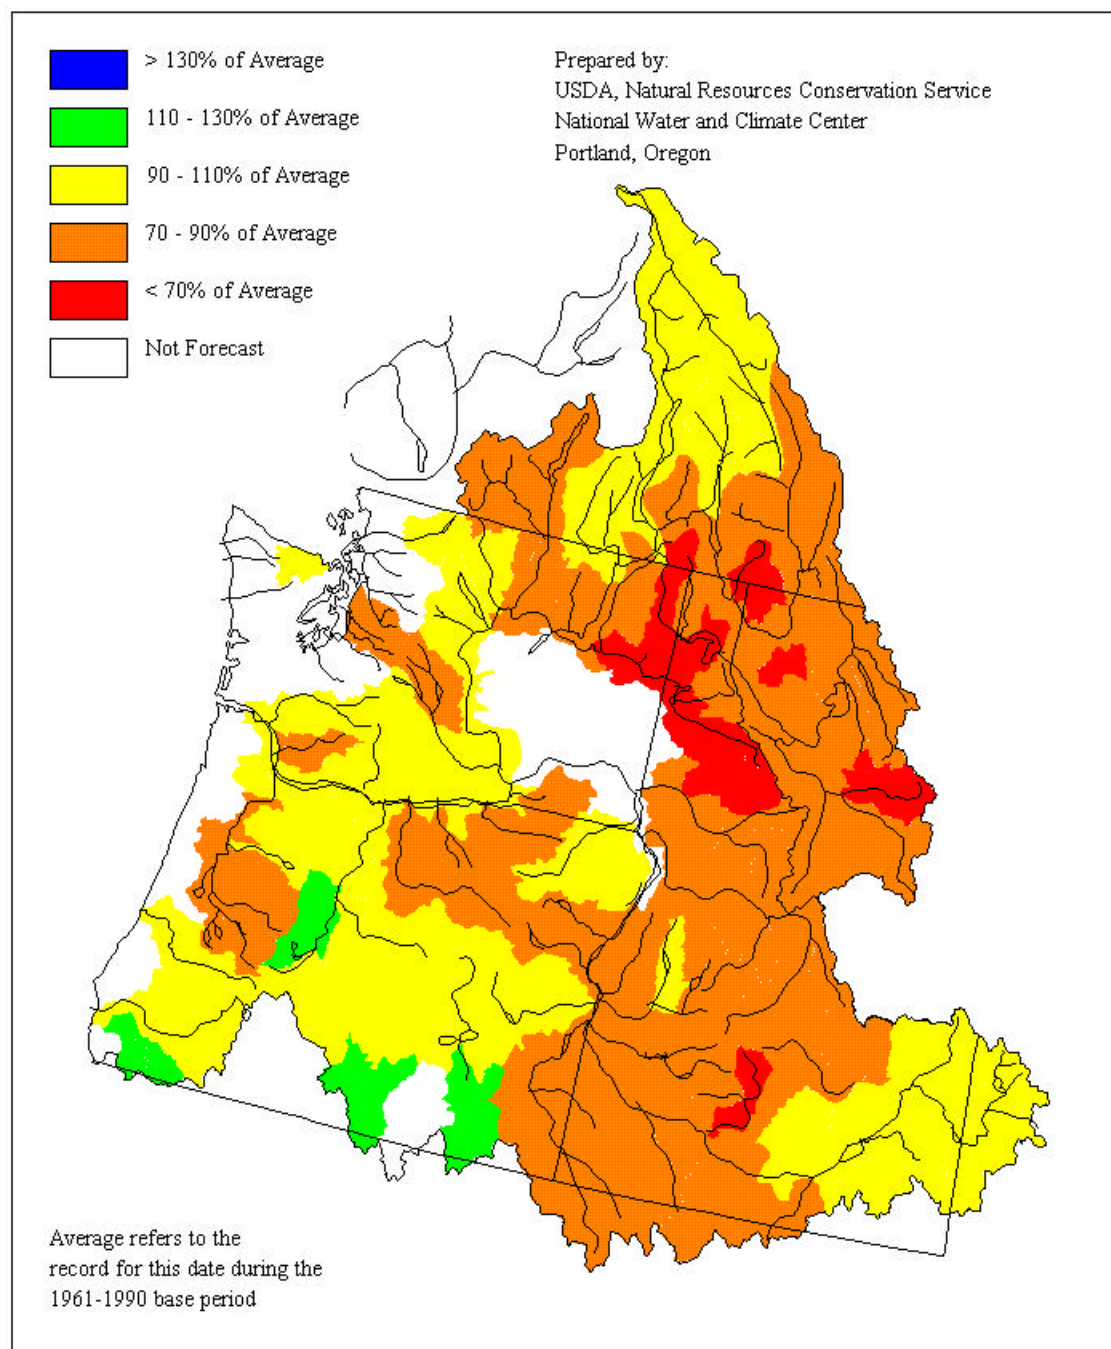 > 130% of Average
110 - 130% of Average
90 - 110% of Average
70 - 90% of Average
< 70% of Average
Not Forecast
Prepared by:
USDA, Natural Resources Conservation Service
National Water and Climate Center
Portland, Oregon
Average refers to the
record for this date during the
1961-1990 base period